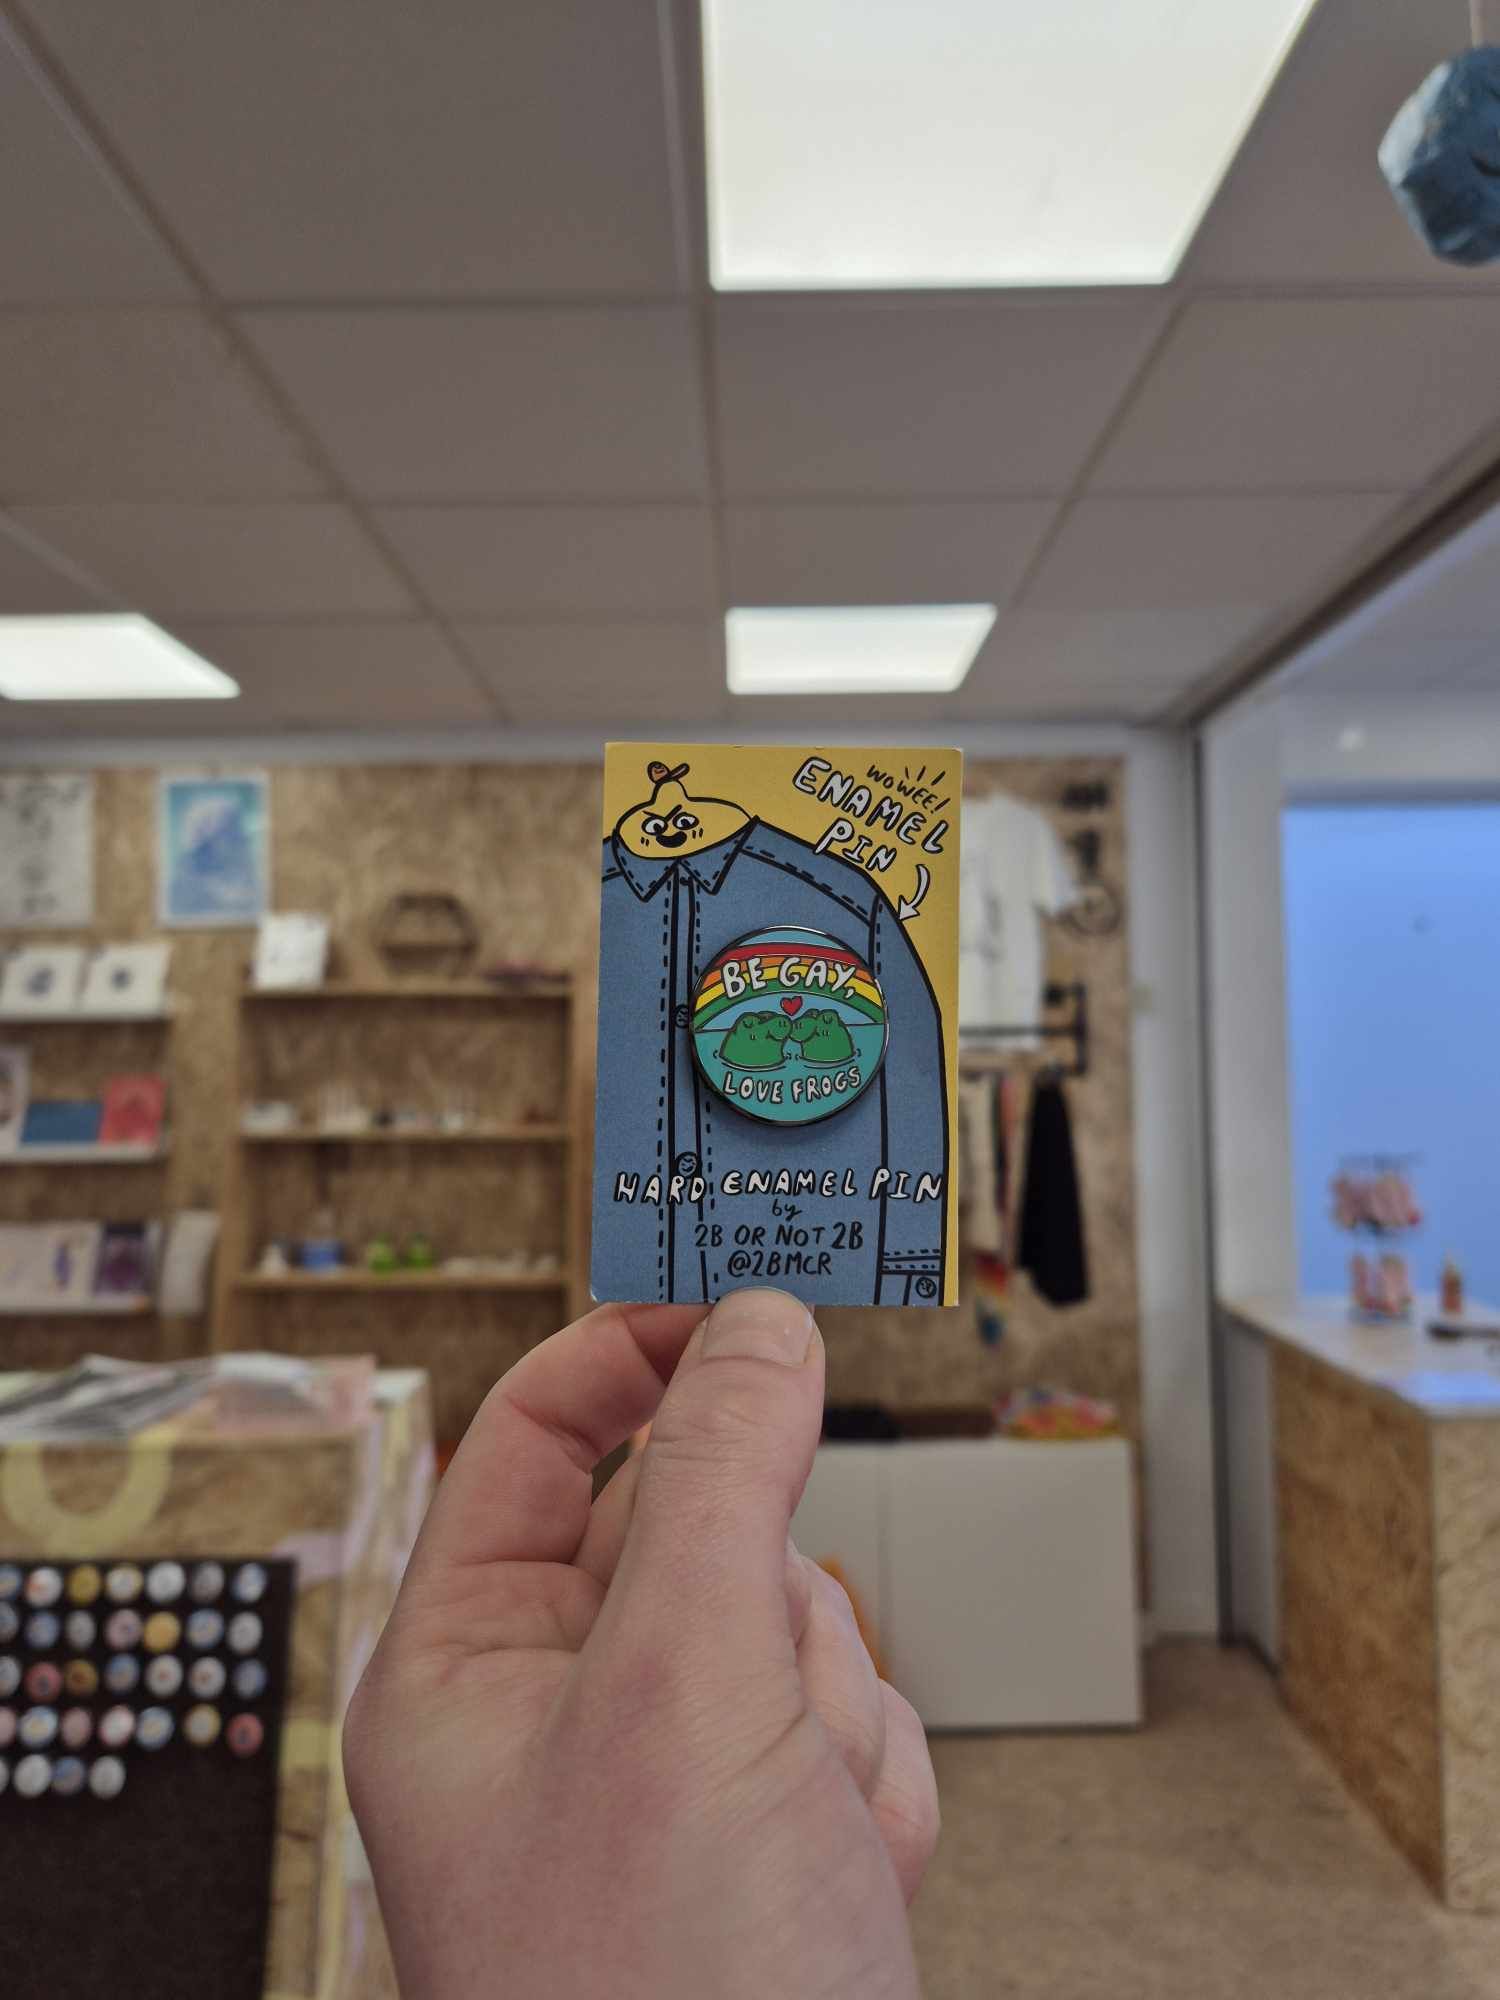 WOWEE!
ENAMEL
PIN
BE GAY,
LOVE FROGS
HARD ENAMEL PIN
by
2B OR NOT 2B
@2BMCR